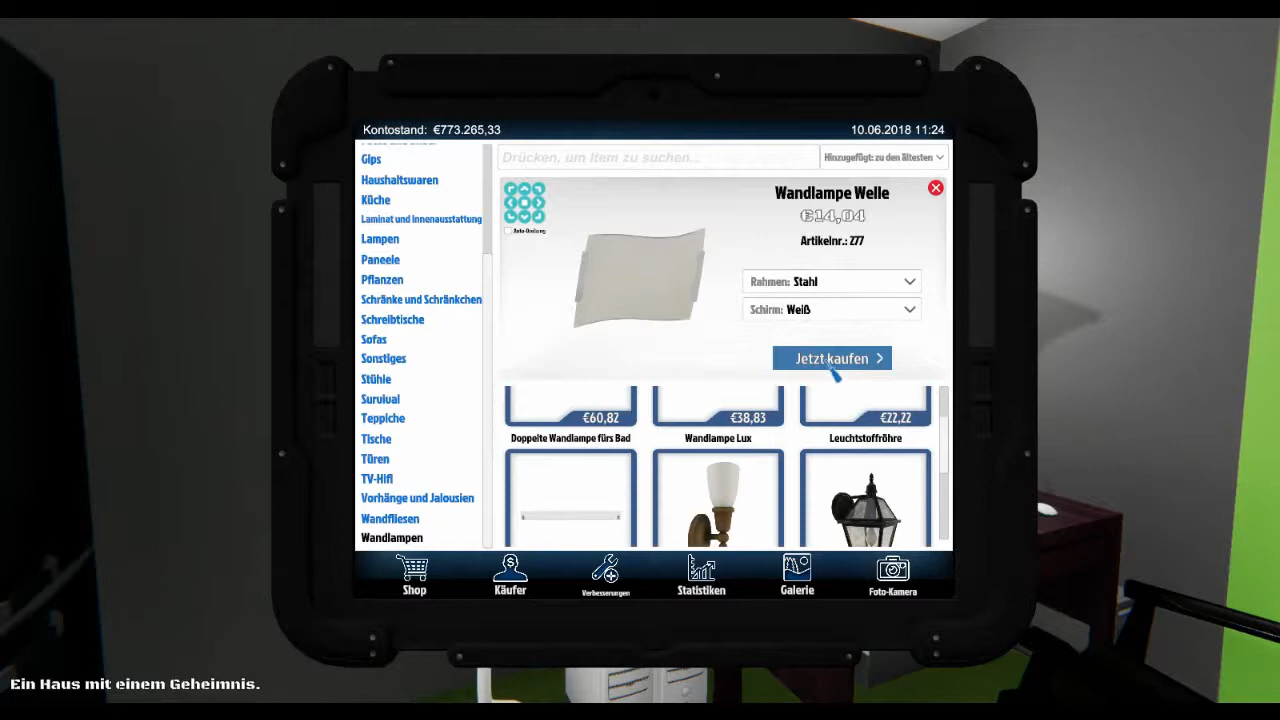 Kontostand: €773.265,33
10.06.2018 11:24
Gips
Haushaltswaren
Küche
Laminat und Innenausstattung
Lampen
Paneele
Pflanzen
Schränke und Schränkchen
Schreibtische
Sofas
Sonstiges
Stühle
Survival
Teppiche
Tische
Türen
TV-Hifi
Vorhänge und Jalousien
Wandfliesen
Wandlampen
Drücken, um Item zu suchen...
Hinzugefügt: zu den ältesten
Wandlampe Welle
€14,04
Artikelnr.: 277
Rahmen: Stahl
Schirm: Weiß
Jetzt kaufen
€60,82
€38,83
€22,22
Doppelte Wandlampe fürs Bad
Wandlampe Lux
Leuchtstoffröhre
Shop
Käufer
Verbesserungen
Statistiken
Galerie
Foto-Kamera
Ein Haus mit einem Geheimnis.